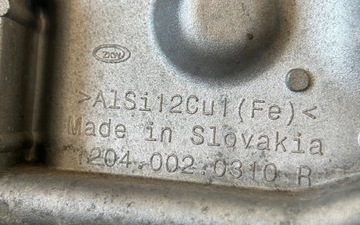 >AlSi12Cu1(Fe)<
Made in Slovakia
1204.002.0310 R